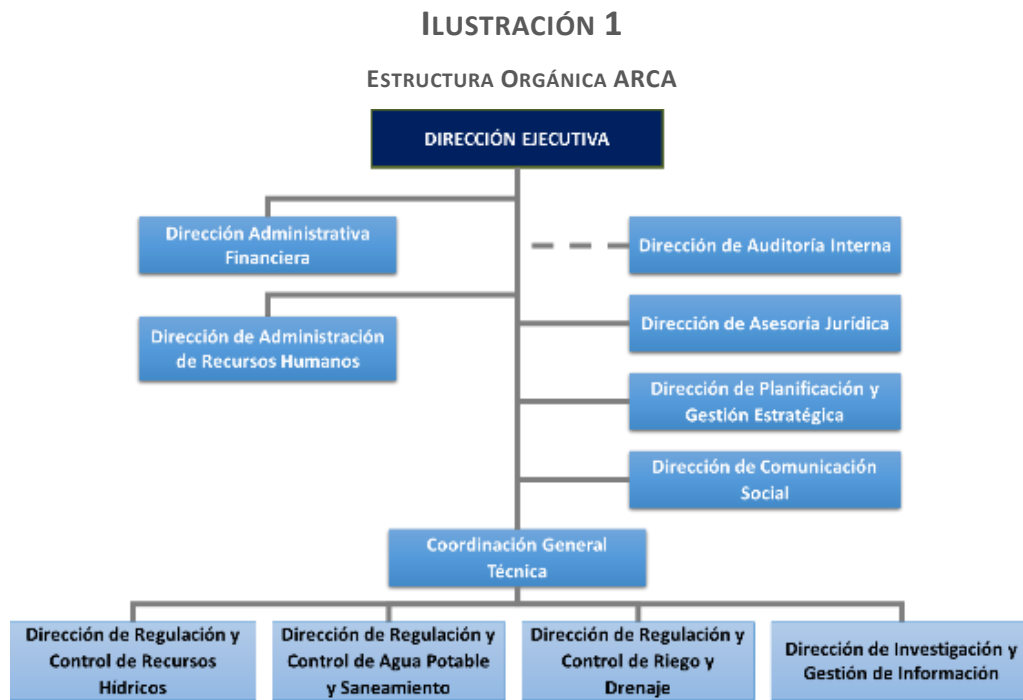 ILUSTRACIÓN 1
ESTRUCTURA ORGÁNICA ARCA
DIRECCIÓN EJECUTIVA
Dirección Administrativa
Financiera
Dirección de Auditoría Interna
Dirección de Administración
de Recursos Humanos
Dirección de Asesoría Jurídica
Dirección de Planificación y
Gestión Estratégica
Dirección de Comunicación
Social
Coordinación General
Técnica
Dirección de Regulación y
Control de Recursos
Hídricos
Dirección de Regulación y
Control de Agua Potable
y Saneamiento
Dirección de Regulación y
Control de Riego y
Drenaje
Dirección de Investigación y
Gestión de Información